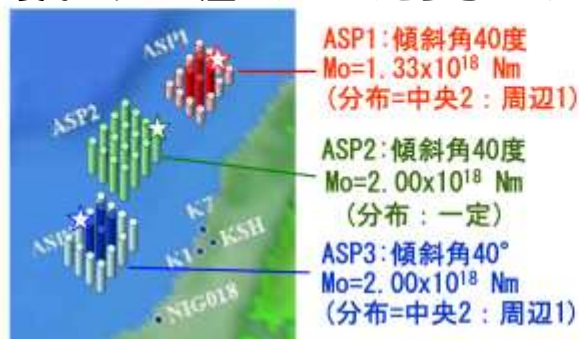 ASP1
ASP2
K7
KSH
K1
NIG018
ASP1:傾斜角40度
Mo=1.33x10¹⁸ Nm
(分布=中央2：周辺1)
ASP2:傾斜角40度
Mo=2.00x10¹⁸ Nm
(分布：一定)
ASP3:傾斜角40°
Mo=2.00x10¹⁸ Nm
(分布=中央2：周辺1)